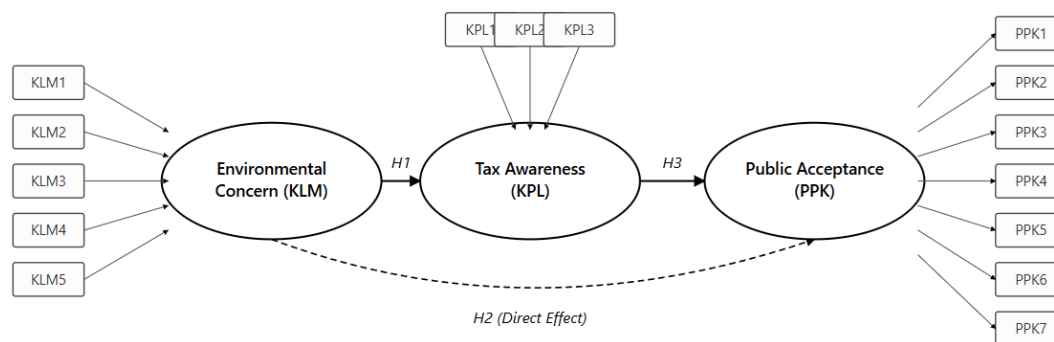 KPL1 KPL2 KPL3
KLM1
KLM2
KLM3
KLM4
KLM5
Environmental
Concern (KLM)
H1
Tax Awareness
(KPL)
H3
Public Acceptance
(PPK)
H2 (Direct Effect)
PPK1
PPK2
PPK3
PPK4
PPK5
PPK6
PPK7